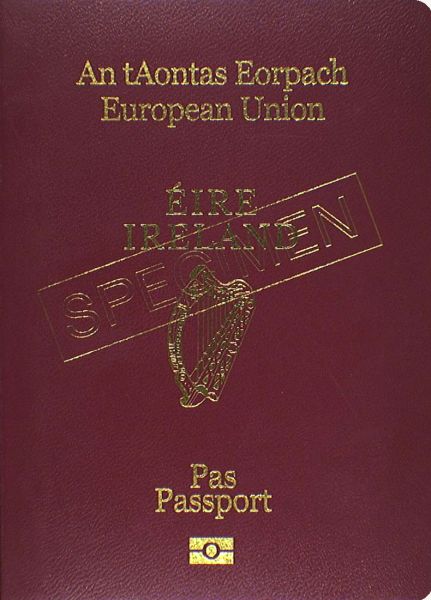 An tAontas Eorpach
European Union
ÉIRE
IRELAND
SPECIMEN
Pas
Passport